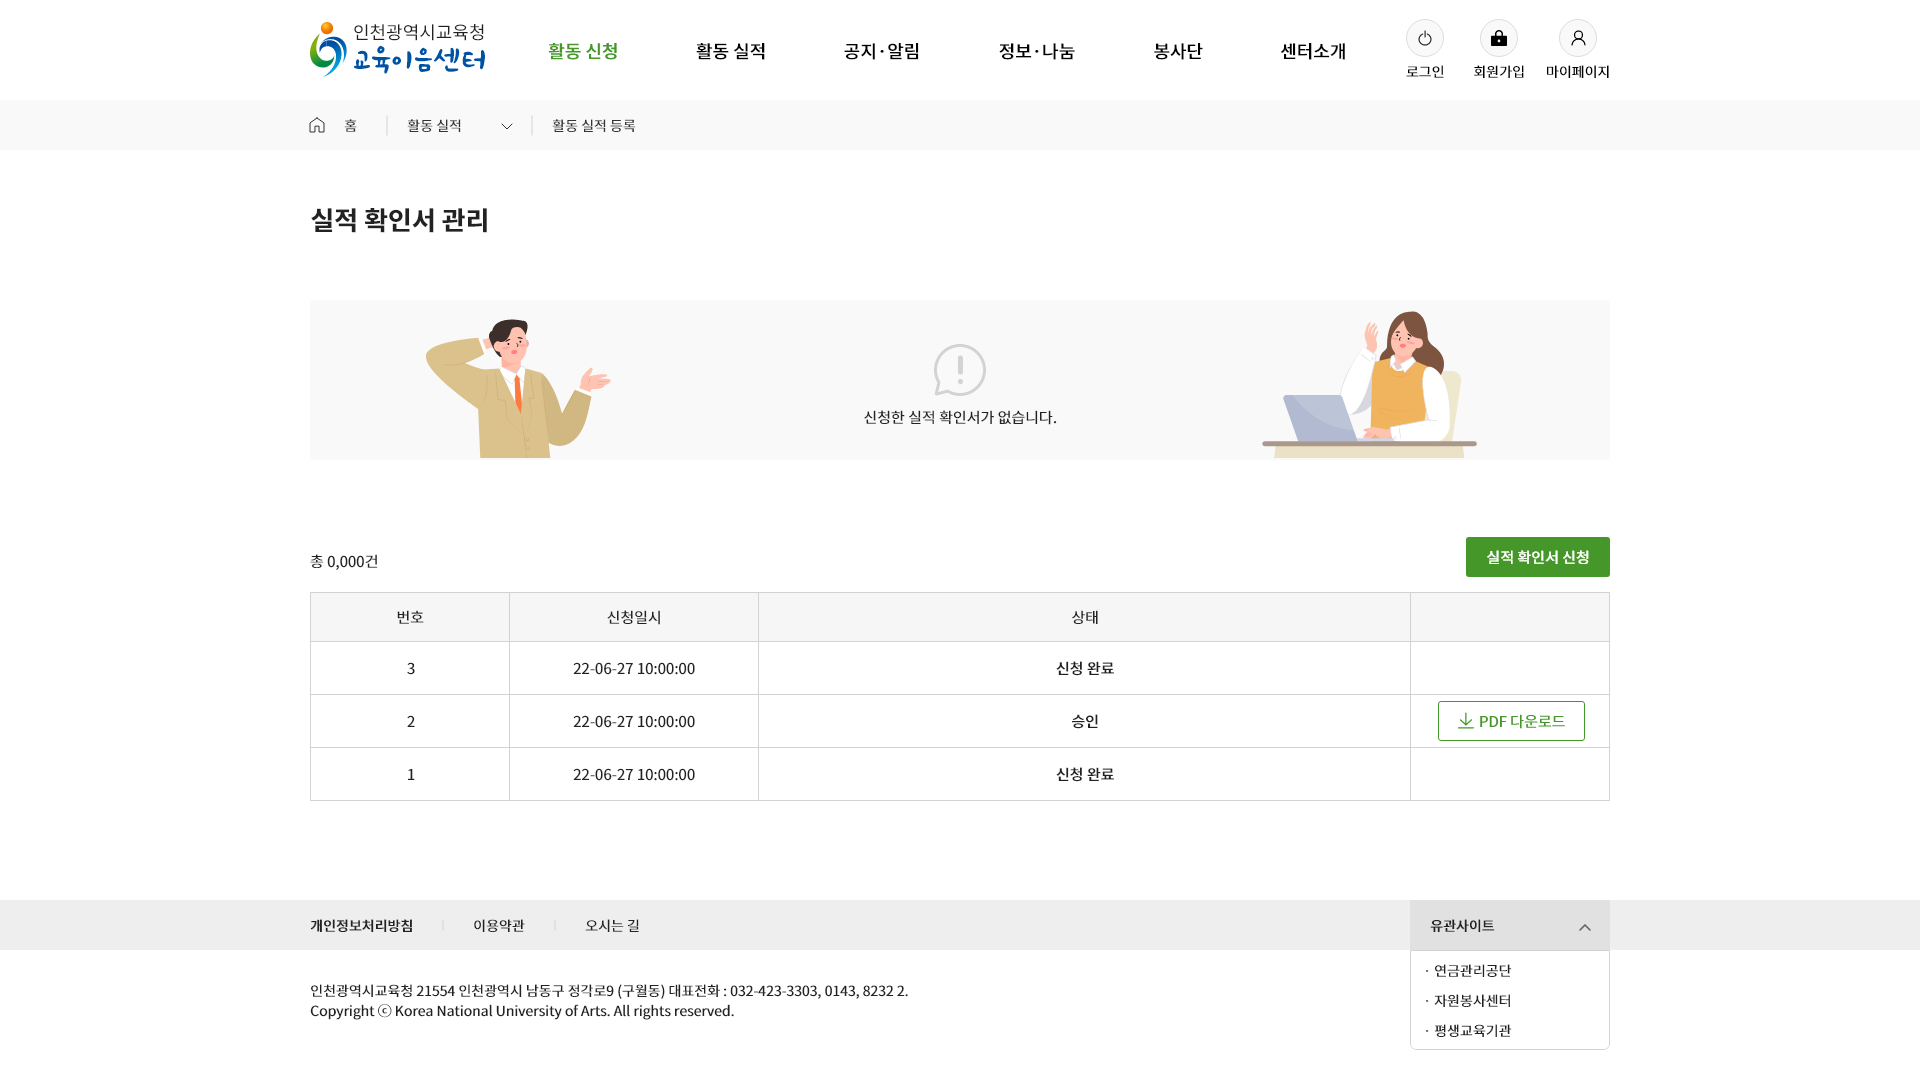 인천광역시교육청
교육이음센터
활동 신청
활동 실적
공지·알림
정보·나눔
봉사단
센터소개
로그인
회원가입
마이페이지
홈
활동 실적
활동 실적 등록
실적 확인서 관리
신청한 실적 확인서가 없습니다.
총 0,000건
실적 확인서 신청
번호 신청일시 상태
3 22-06-27 10:00:00 신청 완료
2 22-06-27 10:00:00 승인 PDF 다운로드
1 22-06-27 10:00:00 신청 완료
개인정보처리방침
이용약관
오시는 길
유관사이트
· 연금관리공단
· 자원봉사센터
· 평생교육기관
인천광역시교육청 21554 인천광역시 남동구 정각로9 (구월동) 대표전화 : 032-423-3303, 0143, 8232 2.
Copyright ⓒ Korea National University of Arts. All rights reserved.